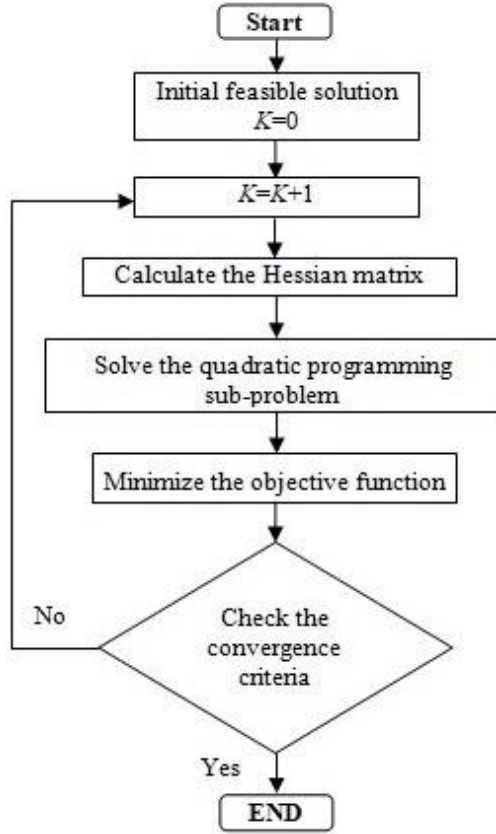 Start
Initial feasible solution
K=0
K=K+1
Calculate the Hessian matrix
Solve the quadratic programming
sub-problem
Minimize the objective function
No
Check the
convergence
criteria
Yes
END